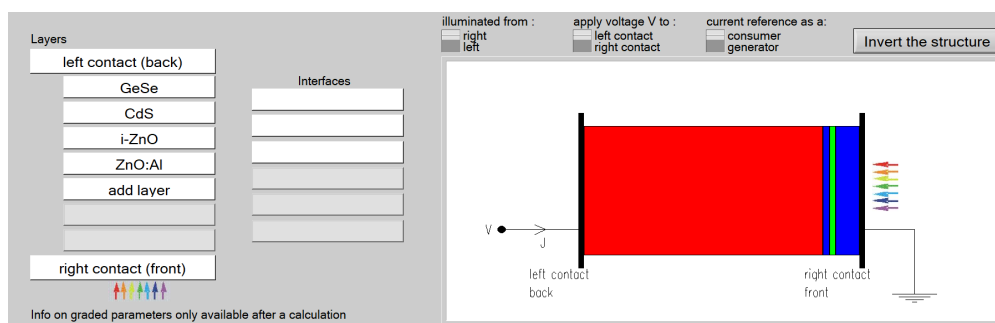 illuminated from :
right
left
apply voltage V to :
left contact
right contact
current reference as a:
consumer
generator
Invert the structure
Layers
left contact (back)
GeSe
CdS
i-ZnO
ZnO:Al
add layer
right contact (front)
Info on graded parameters only available after a calculation
Interfaces
V
J
left contact
back
right contact
front